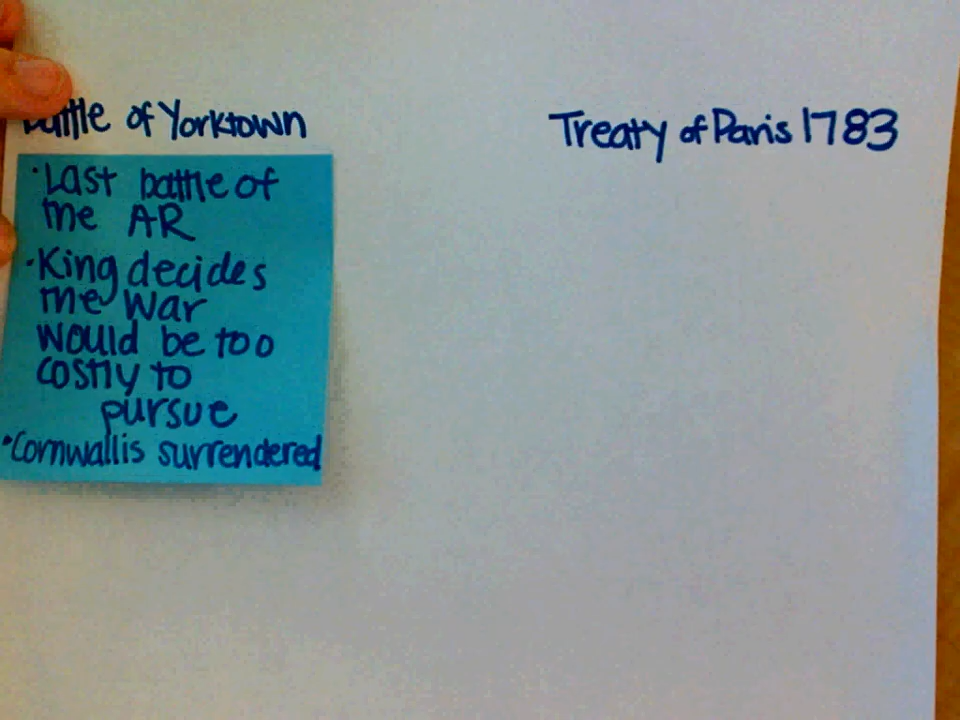 Battle of Yorktown
Treaty of Paris 1783
·Last battle of
the AR
·King decides
the war
would be too
costly to
pursue
•Cornwallis surrendered